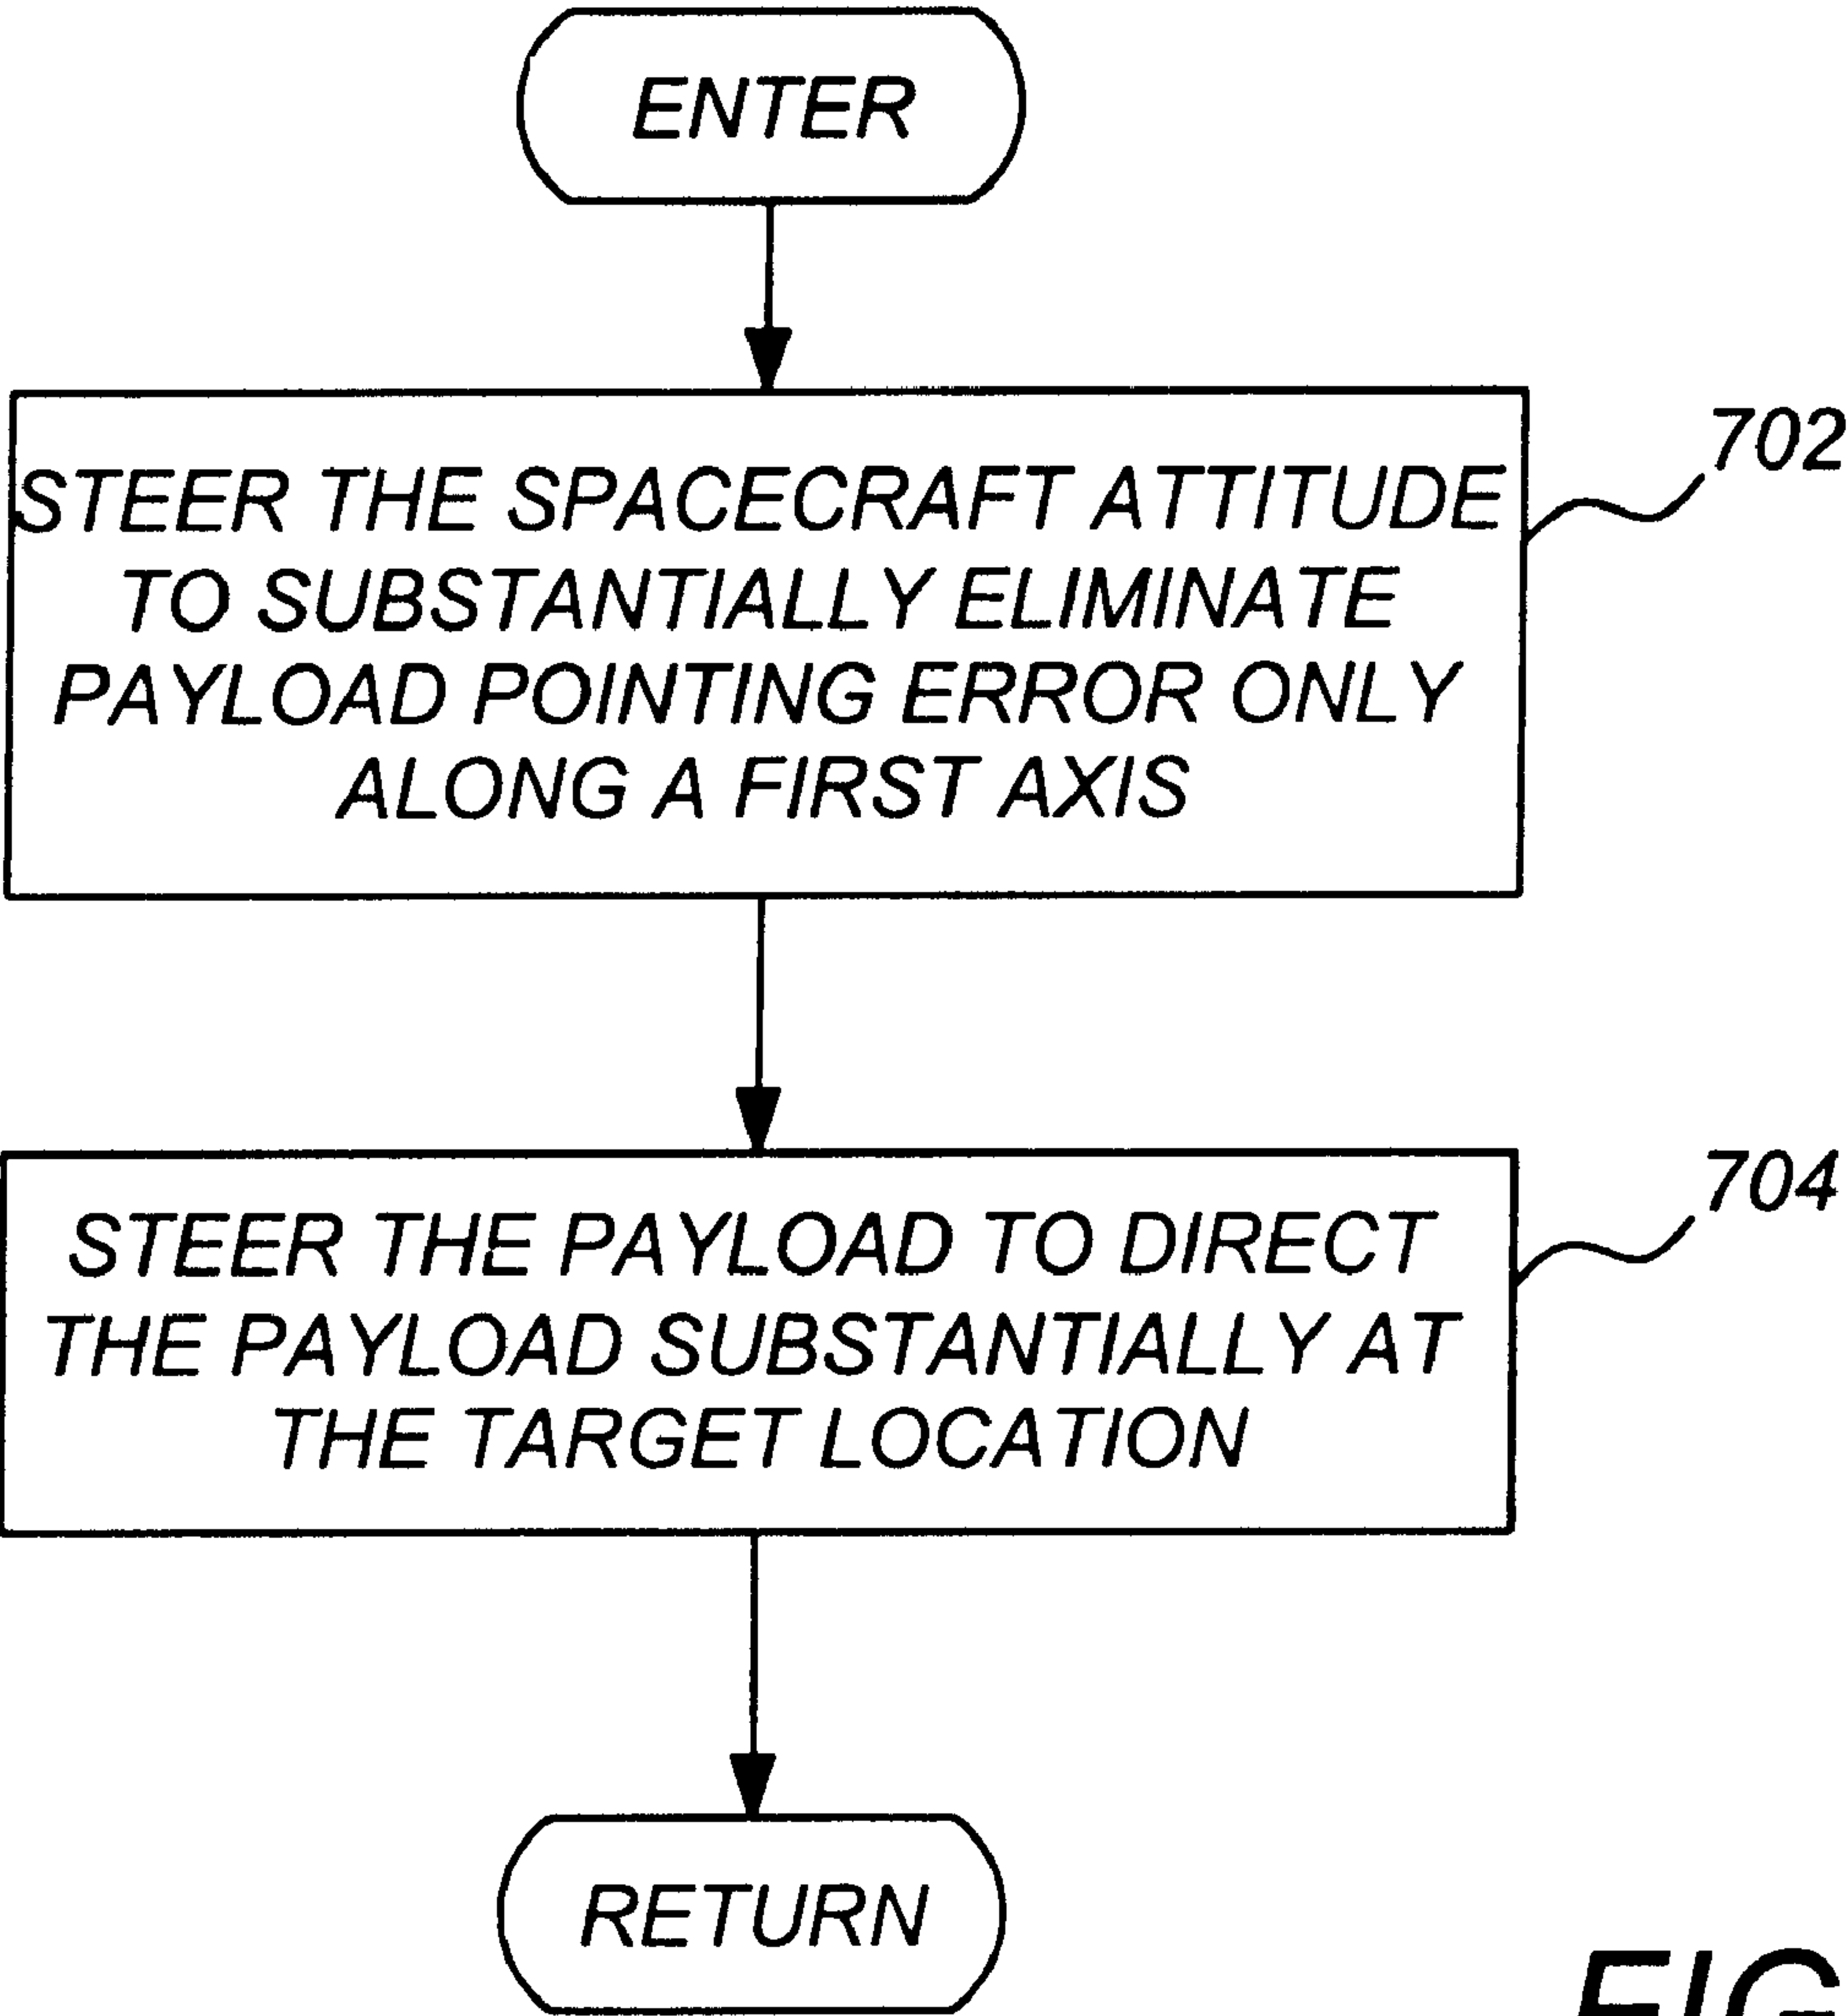 ENTER
STEER THE SPACECRAFT ATTITUDE
TO SUBSTANTIALLY ELIMINATE
PAYLOAD POINTING ERROR ONLY
ALONG A FIRST AXIS
702
STEER THE PAYLOAD TO DIRECT
THE PAYLOAD SUBSTANTIALLY AT
THE TARGET LOCATION
704
RETURN